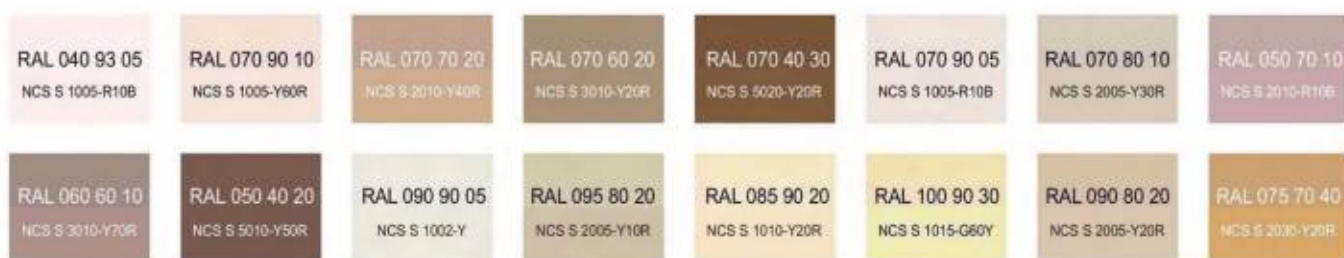 RAL 040 93 05
NCS S 1005-R10B
RAL 070 90 10
NCS S 1005-Y60R
RAL 070 70 20
NCS S 2010-Y40R
RAL 070 60 20
NCS S 3010-Y20R
RAL 070 40 30
NCS S 5020-Y20R
RAL 070 90 05
NCS S 1005-R10B
RAL 070 80 10
NCS S 2005-Y30R
RAL 050 70 10
NCS S 2010-R10B
RAL 060 60 10
NCS S 3010-Y70R
RAL 050 40 20
NCS S 5010-Y50R
RAL 090 90 05
NCS S 1002-Y
RAL 095 80 20
NCS S 2005-Y10R
RAL 085 90 20
NCS S 1010-Y20R
RAL 100 90 30
NCS S 1015-G60Y
RAL 090 80 20
NCS S 2005-Y20R
RAL 075 70 40
NCS S 2030-Y20R